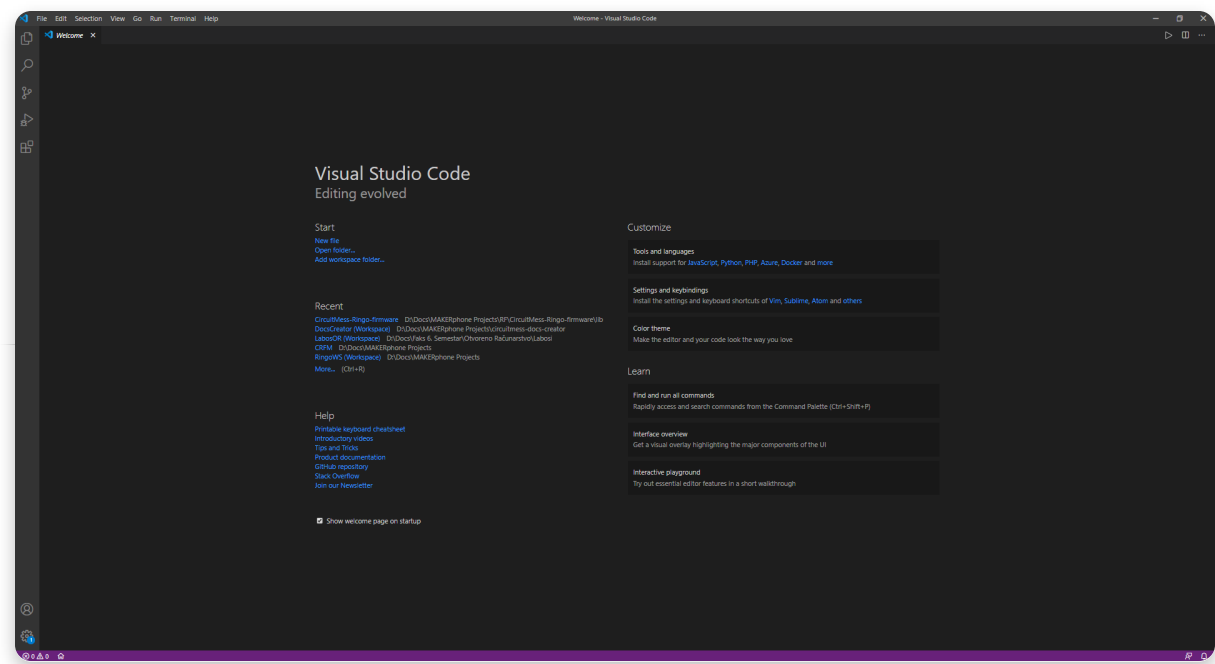 File Edit Selection View Go Run Terminal Help
Welcome - Visual Studio Code
Welcome
Visual Studio Code
Editing evolved
Start
New file
Open folder...
Add workspace folder...
Recent
CircuitMess-Ringo-firmware D:\Docs\MAKERphone Projects\RF\CircuitMess-Ringo-firmware\lib
DocsCreator (Workspace) D:\Docs\MAKERphone Projects\circuitmess-docs-creator
LabosOR (Workspace) D:\Docs\Faks 6. Semestar\Otvoreno Računarstvo\Labosi
CRFM D:\Docs\MAKERphone Projects
RingoWS (Workspace) D:\Docs\MAKERphone Projects
More... (Ctrl+R)
Help
Printable keyboard cheatsheet
Introductory videos
Tips and Tricks
Product documentation
GitHub repository
Stack Overflow
Join our Newsletter
Show welcome page on startup
Customize
Tools and languages
Install support for JavaScript, Python, PHP, Azure, Docker and more
Settings and keybindings
Install the settings and keyboard shortcuts of Vim, Sublime, Atom and others
Color theme
Make the editor and your code look the way you love
Learn
Find and run all commands
Rapidly access and search commands from the Command Palette (Ctrl+Shift+P)
Interface overview
Get a visual overlay highlighting the major components of the UI
Interactive playground
Try out essential editor features in a short walkthrough
1
0 0